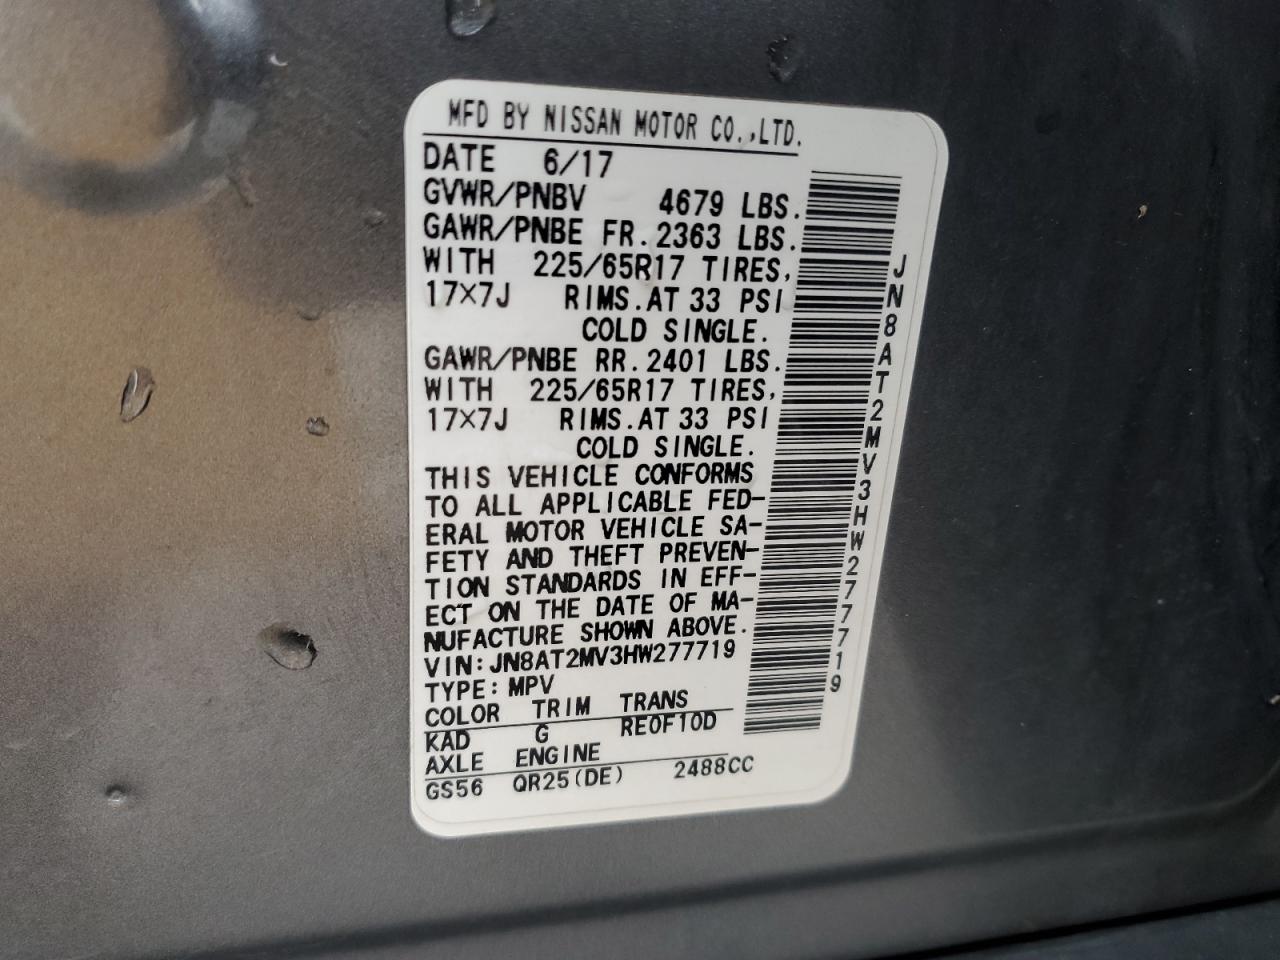 MFD BY NISSAN MOTOR CO.,LTD.
DATE 6/17
GVWR/PNBV 4679 LBS.
GAWR/PNBE FR. 2363 LBS.
WITH 225/65R17 TIRES,
17×7J RIMS.AT 33 PSI
COLD SINGLE.
GAWR/PNBE RR. 2401 LBS.
WITH 225/65R17 TIRES,
17×7J RIMS.AT 33 PSI
COLD SINGLE.
THIS VEHICLE CONFORMS
TO ALL APPLICABLE FED-
ERAL MOTOR VEHICLE SA-
FETY AND THEFT PREVEN-
TION STANDARDS IN EFF-
ECT ON THE DATE OF MA-
NUFACTURE SHOWN ABOVE.
VIN:JN8AT2MV3HW277719
TYPE:MPV
COLOR TRIM TRANS
KAD G RE0F10D
AXLE ENGINE
GS56 QR25(DE) 2488CC
JN8AT2MV3HW277719